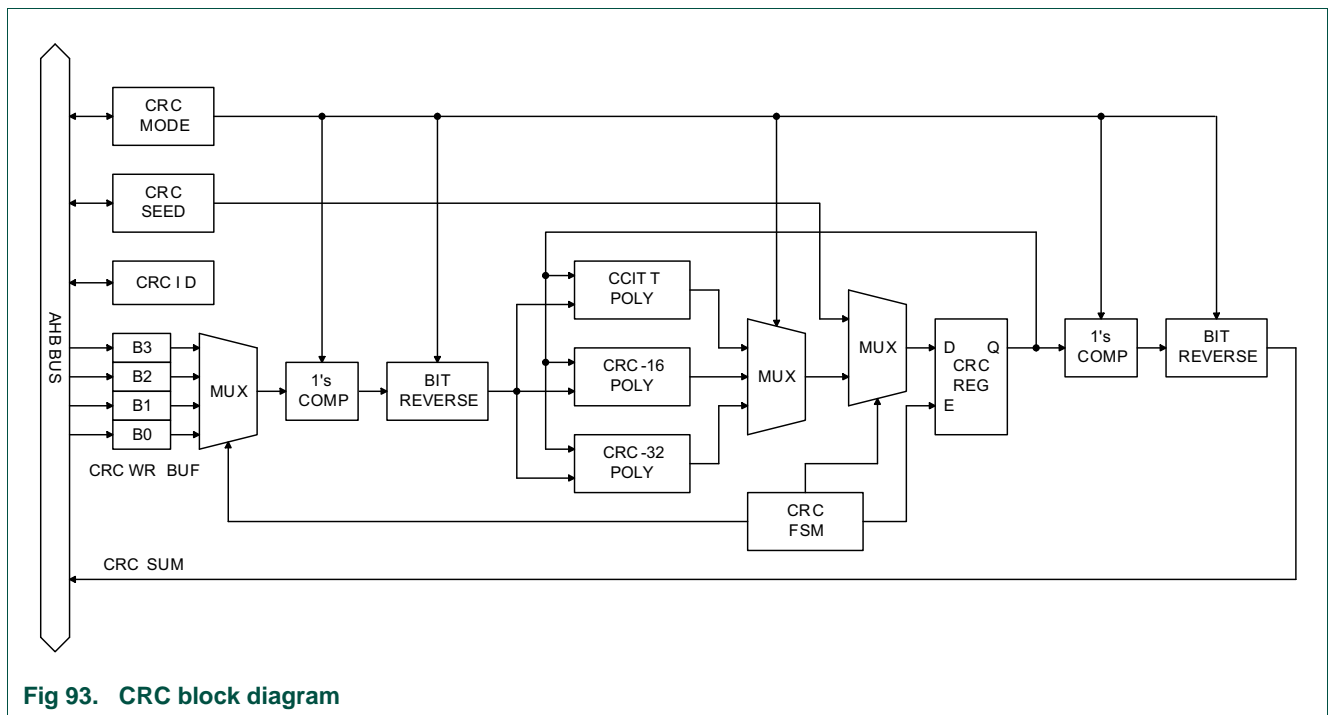 CRC
MODE
CRC
SEED
CRC I D
AHB BUS
B3
B2
B1
B0
CRC WR BUF
MUX
1's
COMP
BIT
REVERSE
CCIT T
POLY
CRC -16
POLY
CRC -32
POLY
MUX
MUX
CRC
FSM
D Q
CRC
REG
E
1's
COMP
BIT
REVERSE
CRC SUM
Fig 93. CRC block diagram